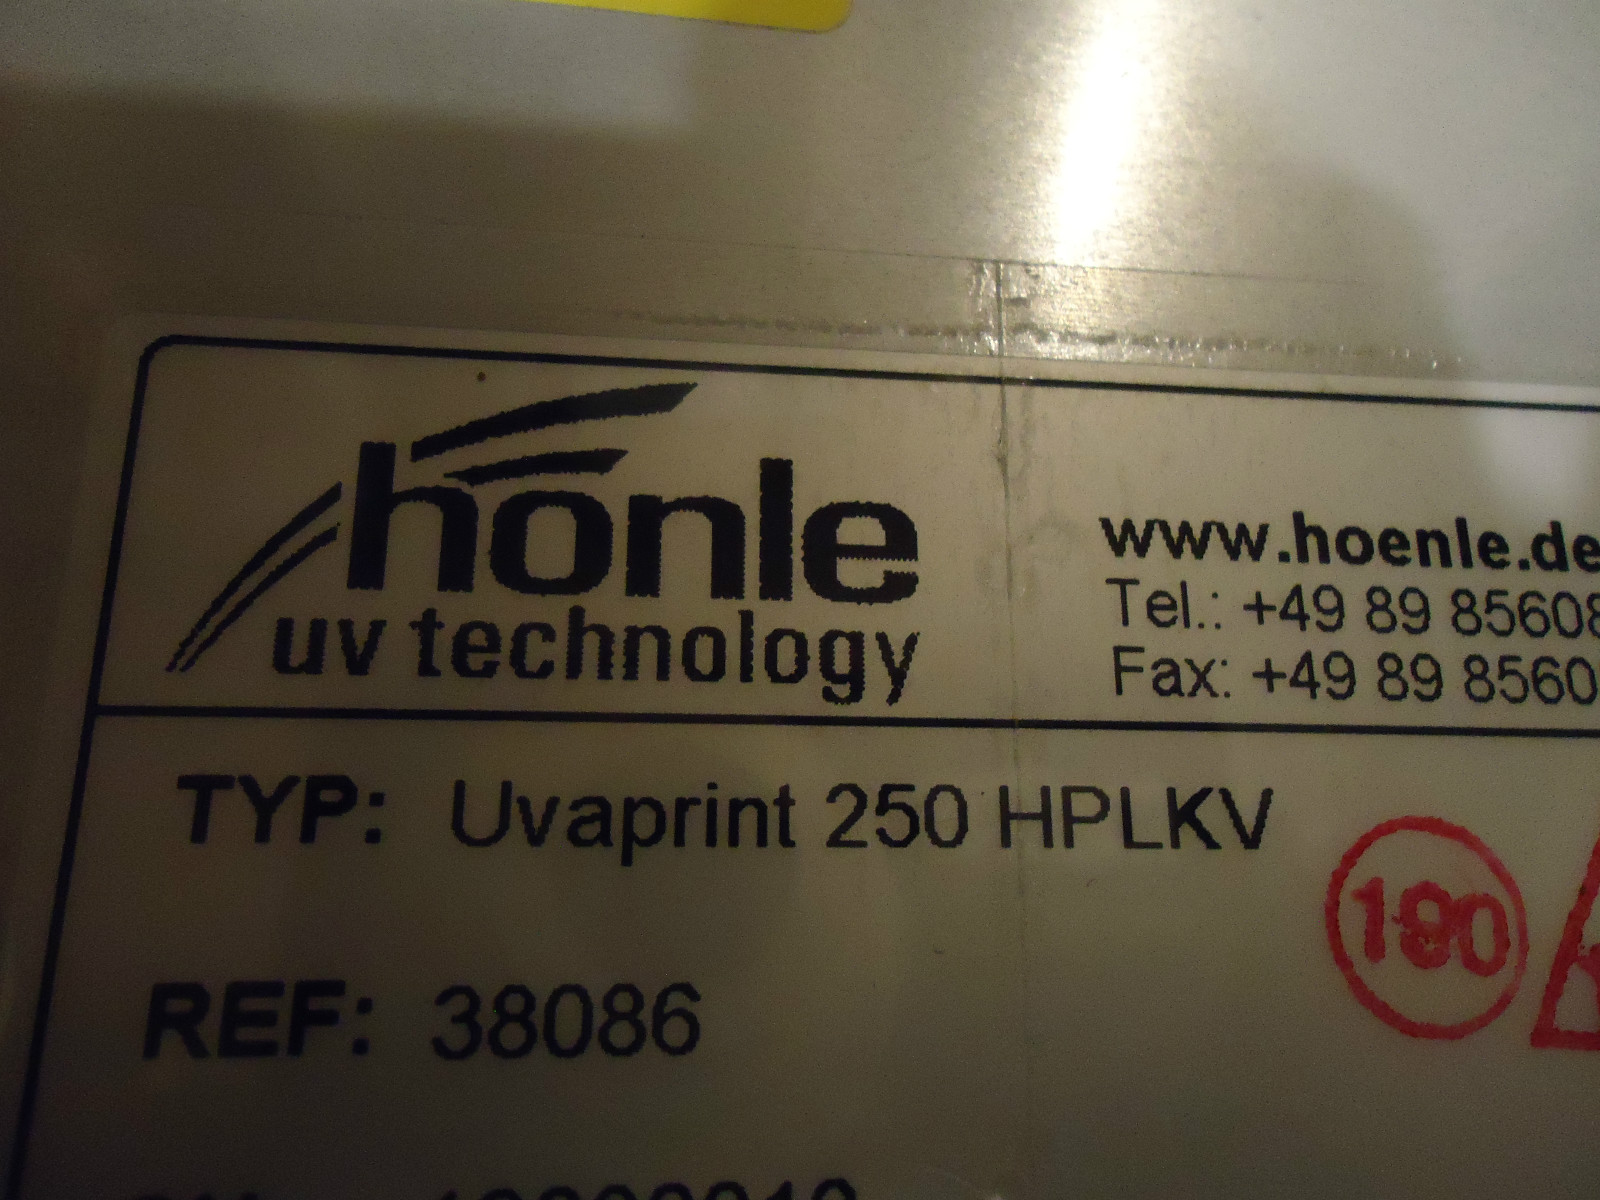 hönle
uv technology
www.hoenle.de
Tel.: +49 89 85608
Fax: +49 89 8560
TYP: Uvaprint 250 HPLKV
190
REF: 38086